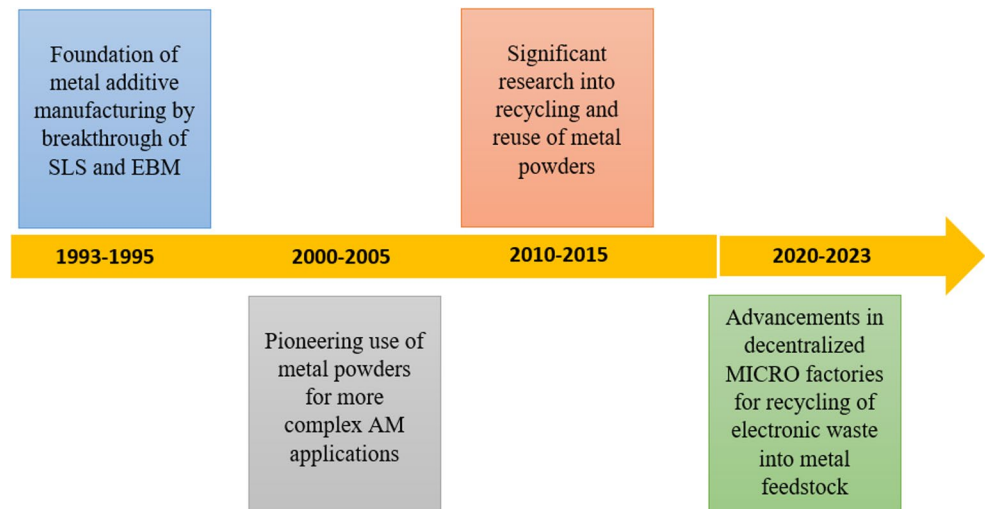 Foundation of
metal additive
manufacturing by
breakthrough of
SLS and EBM
Significant
research into
recycling and
reuse of metal
powders
1993-1995
2000-2005
2010-2015
2020-2023
Pioneering use of
metal powders
for more
complex AM
applications
Advancements in
decentralized
MICRO factories
for recycling of
electronic waste
into metal
feedstock